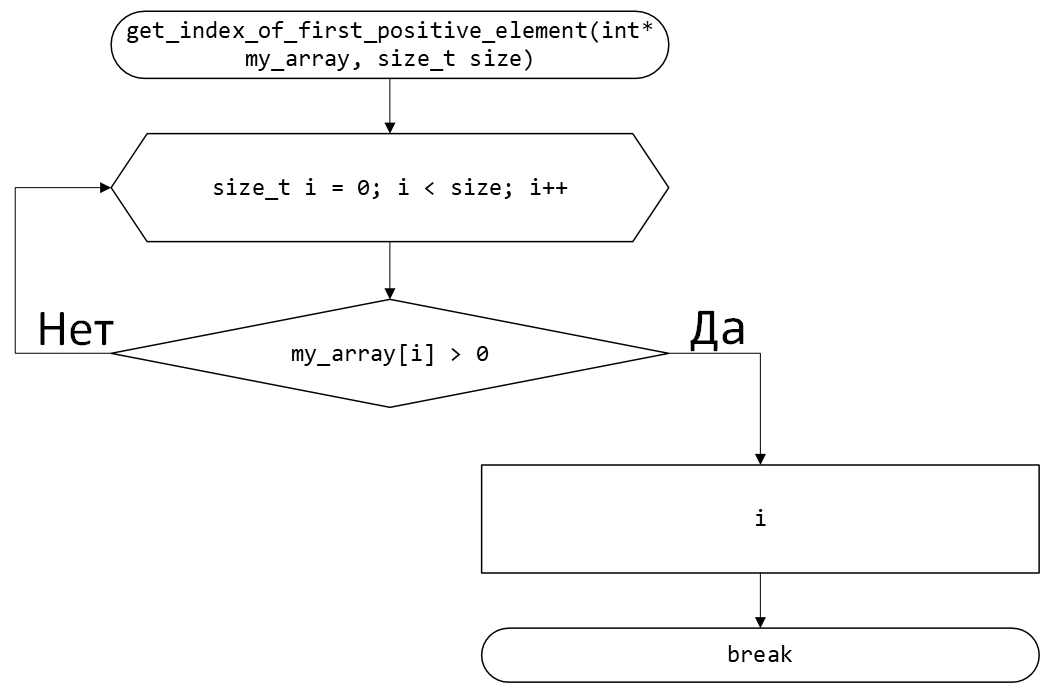 get_index_of_first_positive_element(int*
my_array, size_t size)
size_t i = 0; i < size; i++
Нет
Да
my_array[i] > 0
i
break